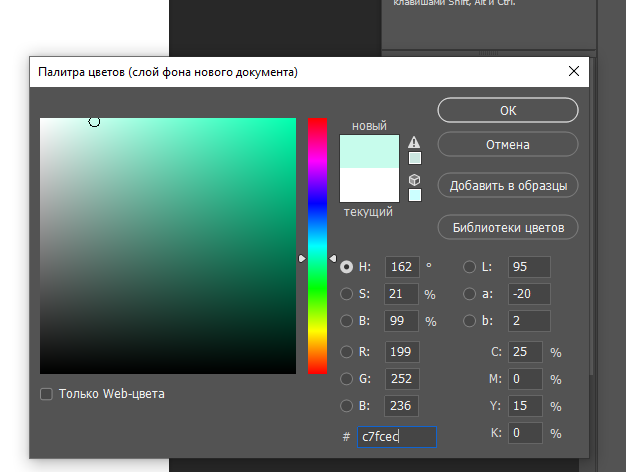 клавишами Shift, Alt и Ctrl.
Палитра цветов (слой фона нового документа)
новый
текущий
OK
Отмена
Добавить в образцы
Библиотеки цветов
H: 162 °
S: 21 %
B: 99 %
R: 199
G: 252
B: 236
# c7fcec
L: 95
a: -20
b: 2
C: 25 %
M: 0 %
Y: 15 %
K: 0 %
Только Web-цвета